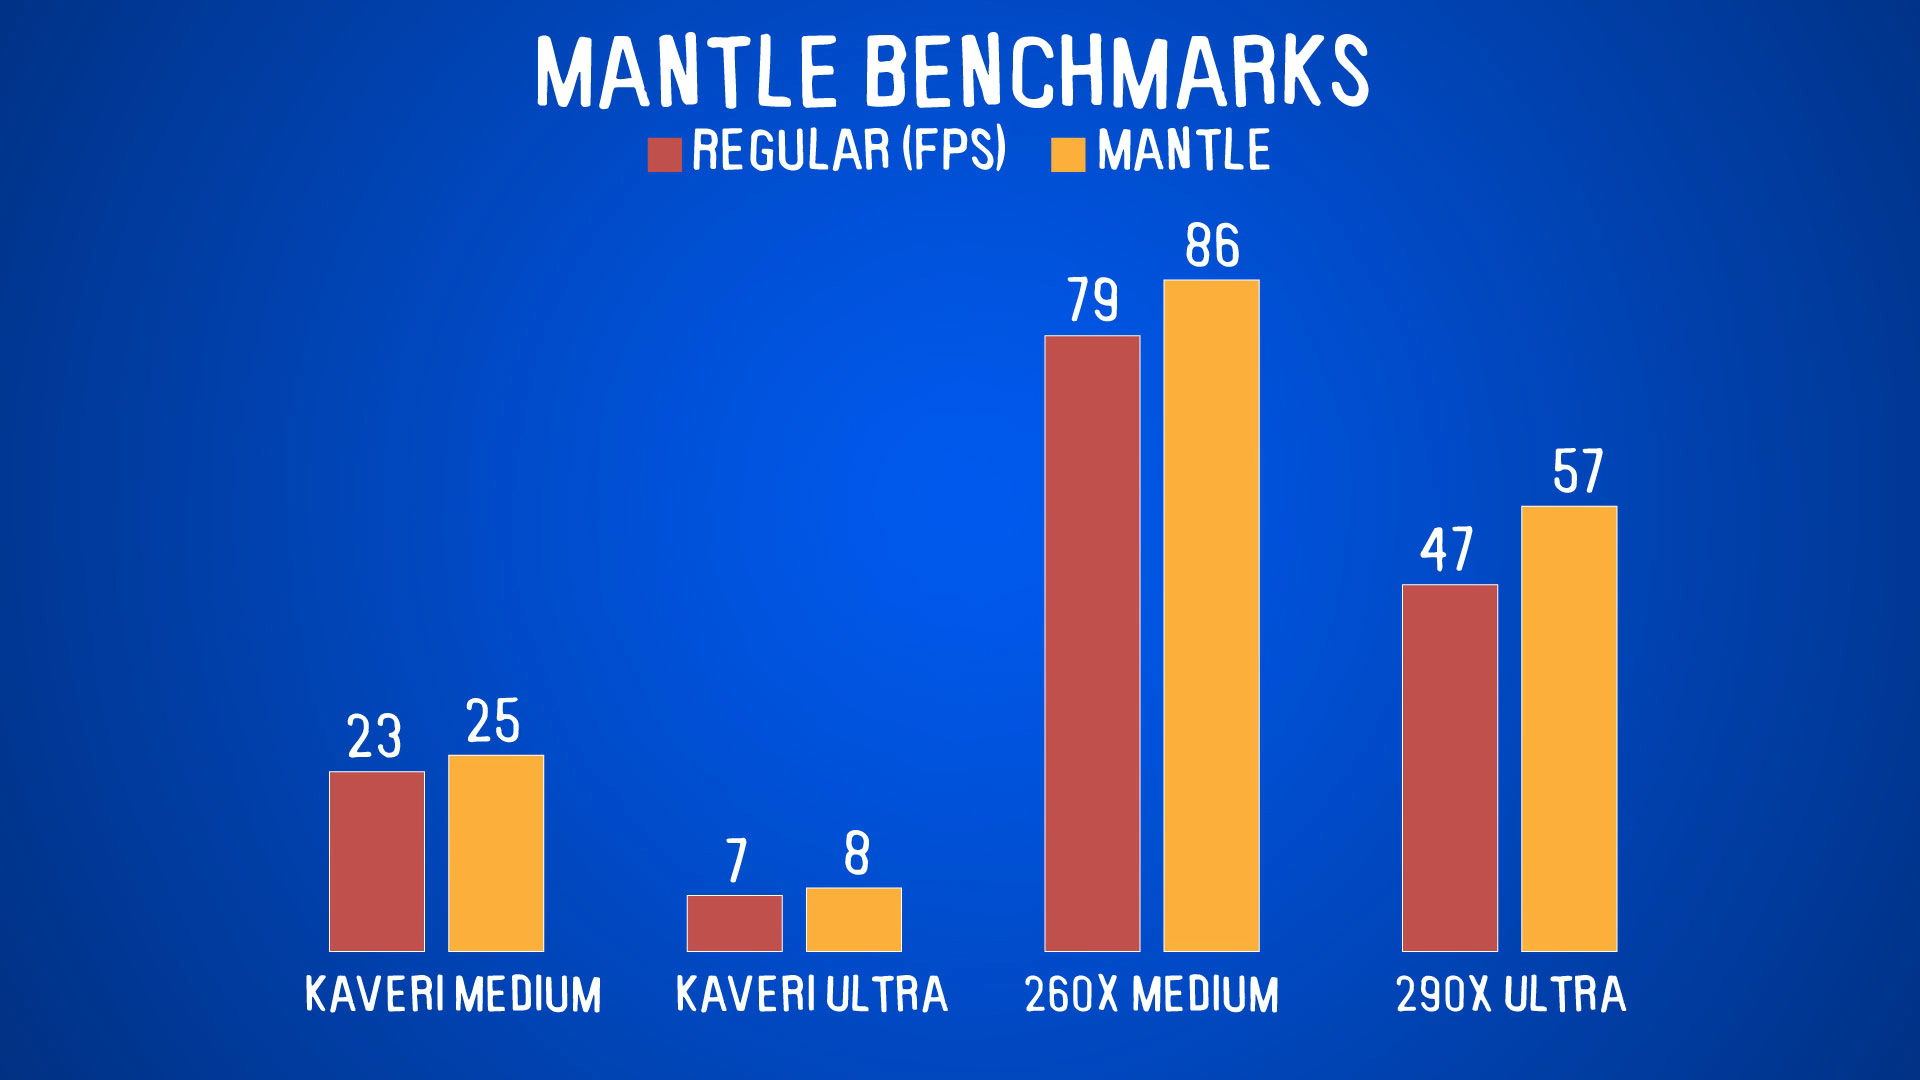 MANTLE BENCHMARKS
REGULAR (FPS) MANTLE
23 25 7 8 79 86 47 57
KAVERI MEDIUM KAVERI ULTRA 260X MEDIUM 290X ULTRA